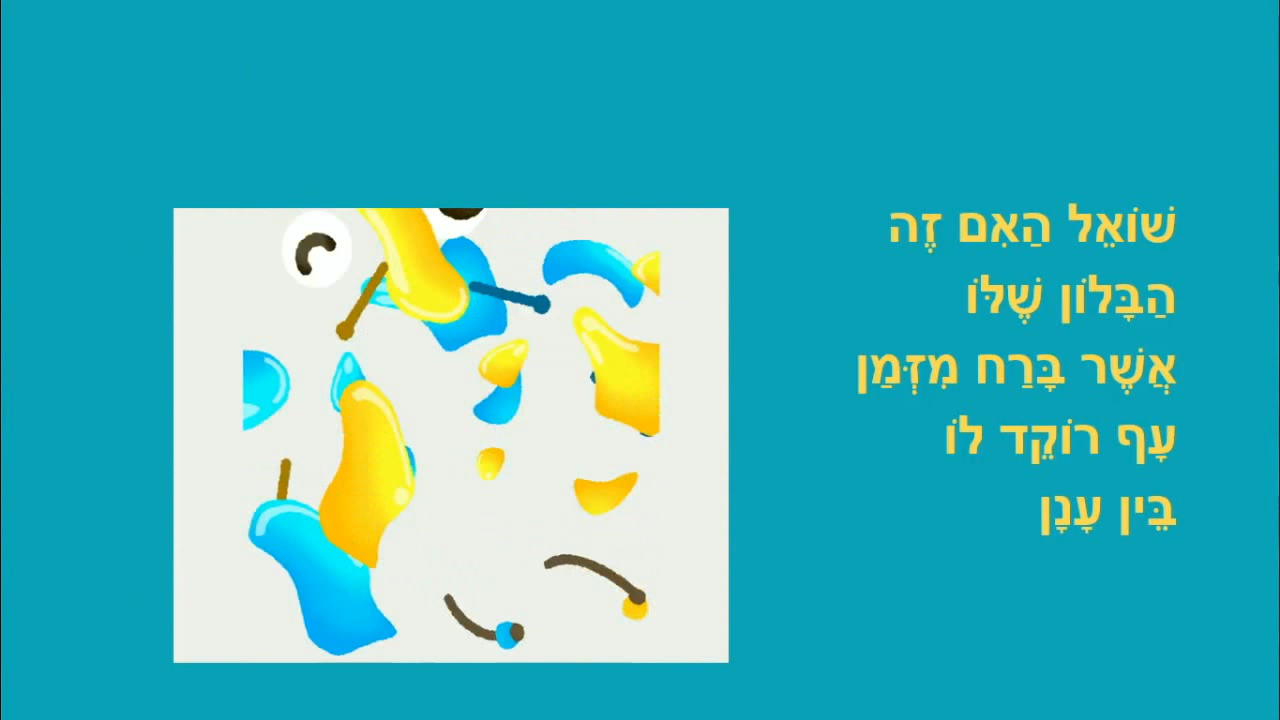 שׁוֹאֵל הַאִם זֶה
הַבָּלוֹן שֶׁלּוֹ
אֲשֶׁר בָּרַח מִזְּמַן
עָף רוֹקֵד לוֹ
בֵּין עָנָן